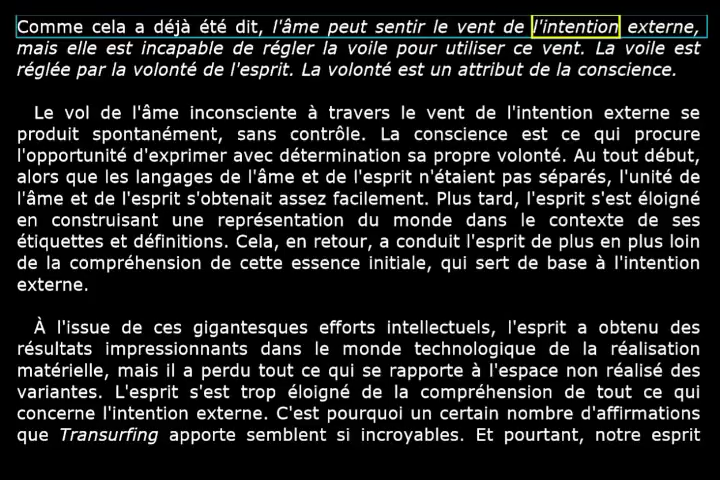 Comme cela a déjà été dit, l'âme peut sentir le vent de l'intention externe,
mais elle est incapable de régler la voile pour utiliser ce vent. La voile est
réglée par la volonté de l'esprit. La volonté est un attribut de la conscience.
Le vol de l'âme inconsciente à travers le vent de l'intention externe se
produit spontanément, sans contrôle. La conscience est ce qui procure
l'opportunité d'exprimer avec détermination sa propre volonté. Au tout début,
alors que les langages de l'âme et de l'esprit n'étaient pas séparés, l'unité de
l'âme et de l'esprit s'obtenait assez facilement. Plus tard, l'esprit s'est éloigné
en construisant une représentation du monde dans le contexte de ses
étiquettes et définitions. Cela, en retour, a conduit l'esprit de plus en plus loin
de la compréhension de cette essence initiale, qui sert de base à l'intention
externe.
À l'issue de ces gigantesques efforts intellectuels, l'esprit a obtenu des
résultats impressionnants dans le monde technologique de la réalisation
matérielle, mais il a perdu tout ce qui se rapporte à l'espace non réalisé des
variantes. L'esprit s'est trop éloigné de la compréhension de tout ce qui
concerne l'intention externe. C'est pourquoi un certain nombre d'affirmations
que Transurfing apporte semblent si incroyables. Et pourtant, notre esprit